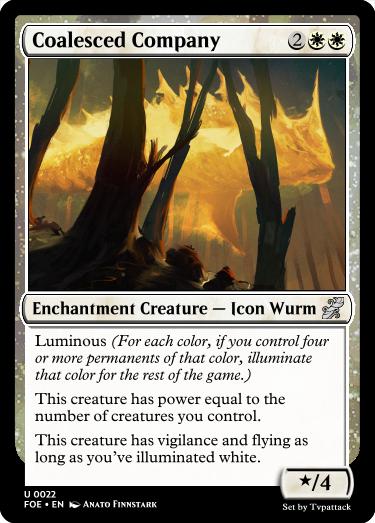 Coalesced Company 2
Enchantment Creature — Icon Wurm
Luminous (For each color, if you control four
or more permanents of that color, illuminate
that color for the rest of the game.)
This creature has power equal to the
number of creatures you control.
This creature has vigilance and flying as
long as you've illuminated white.
★/4
U 0022
FOE • EN Anato Finnstark
Set by Tvpattack